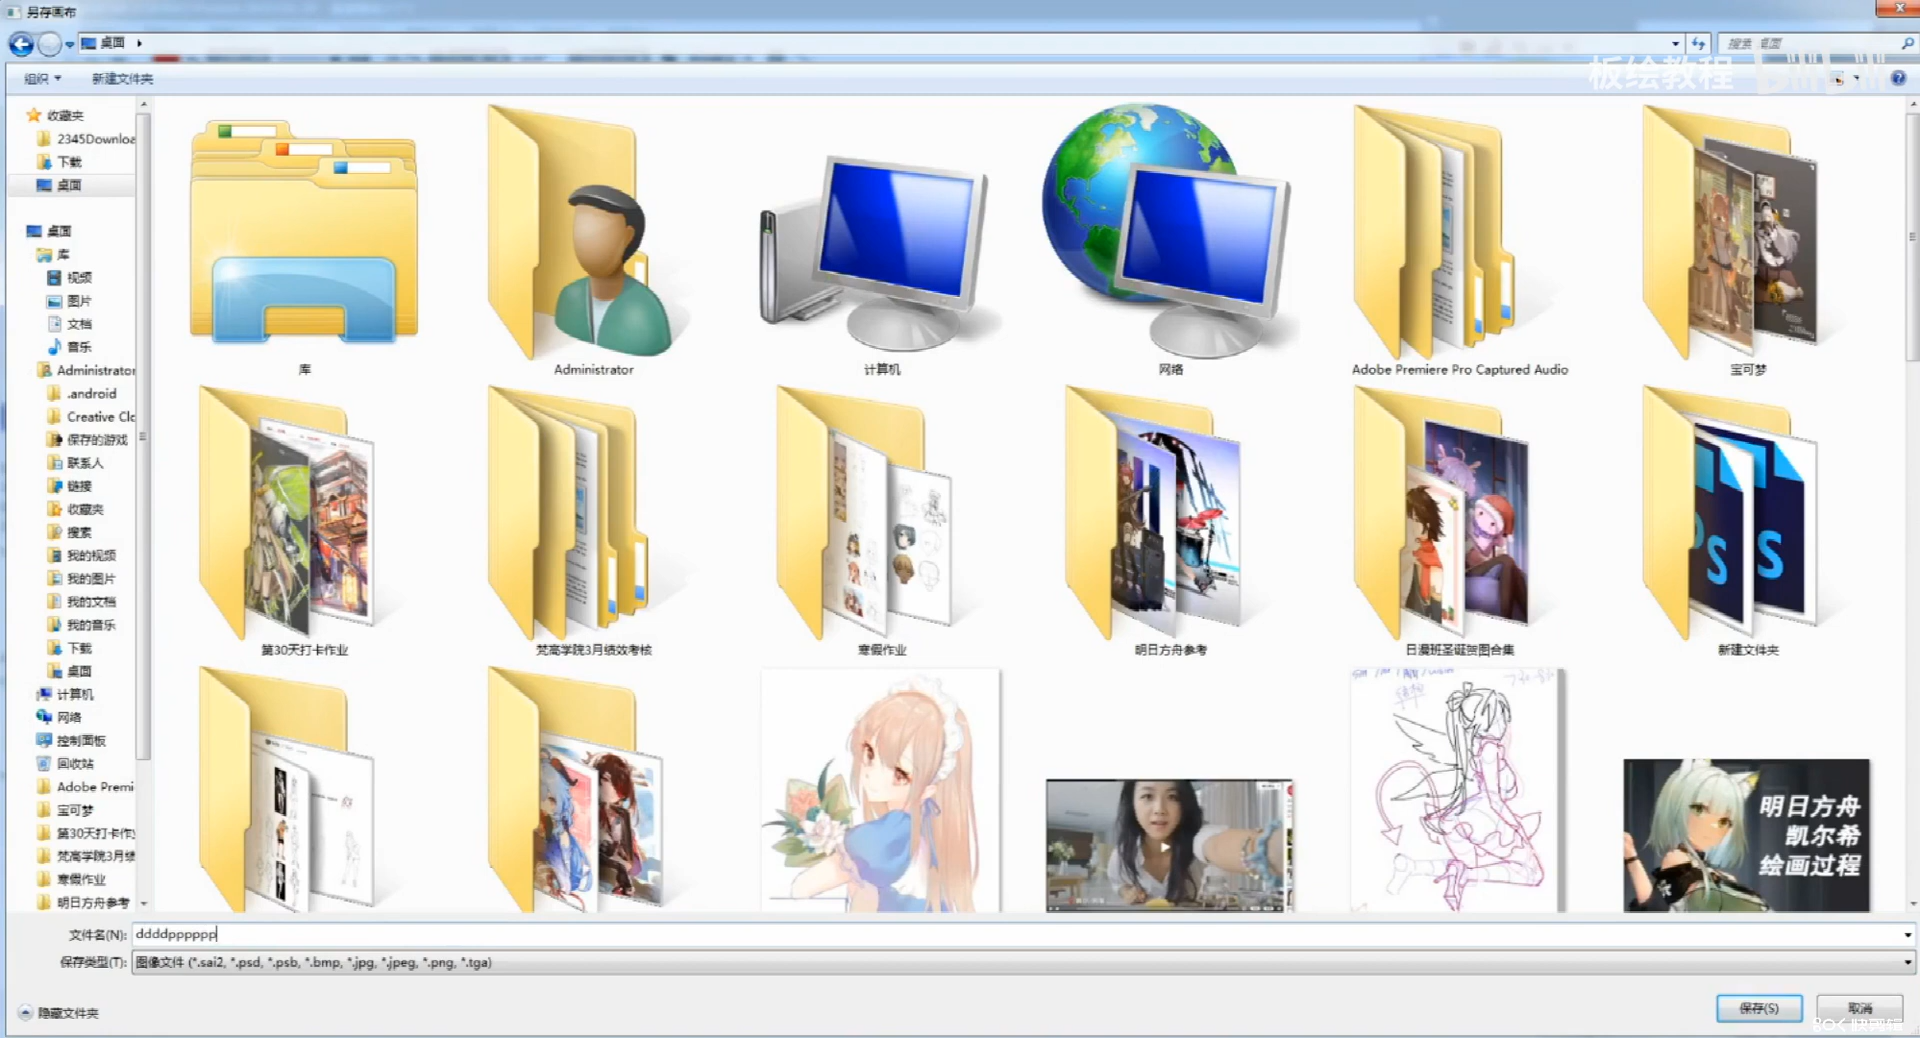 另存画布
桌面
搜索 桌面
组织
新建文件夹
板绘教程
bilibili
收藏夹
2345Downloa
下载
桌面
桌面
库
视频
图片
文档
音乐
Administrator
.android
Creative Clo
保存的游戏
联系人
链接
收藏夹
搜索
我的视频
我的图片
我的文档
我的音乐
下载
桌面
计算机
网络
控制面板
回收站
Adobe Premi
宝可梦
第30天打卡作业
梵高学院3月绩
寒假作业
明日方舟参考
库
Administrator
计算机
网络
Adobe Premiere Pro Captured Audio
宝可梦
第30天打卡作业
梵高学院3月绩效考核
寒假作业
明日方舟参考
日漫班圣诞贺图合集
新建文件夹
明日方舟
凯尔希
绘画过程
文件名(N):
ddddpppppp
保存类型(T):
图像文件 (*.sai2, *.psd, *.psb, *.bmp, *.jpg, *.jpeg, *.png, *.tga)
隐藏文件夹
保存(S)
取消
快剪辑